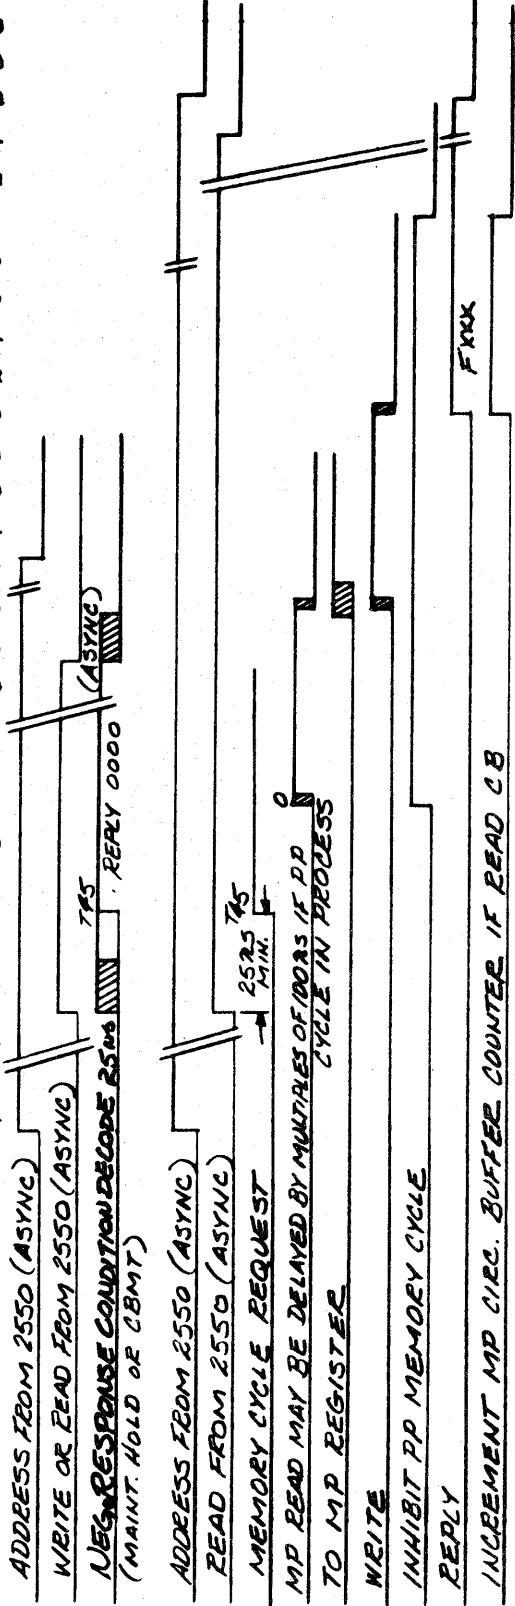 ADDRESS FROM 2550 (ASYNC)
WRITE OR READ FROM 2550 (ASYNC)
NEG. RESPONSE CONDITION DECODE 25NS
(MAINT. HOLD OR CBMT)
T45
REPLY 0000
(ASYNC)
ADDRESS FROM 2550 (ASYNC)
READ FROM 2550 (ASYNC)
MEMORY CYCLE REQUEST
25NS
MIN.
T45
MP READ MAY BE DELAYED BY MULTIPLES OF 100NS IF PP
CYCLE IN PROCESS
0
TO MP REGISTER
WRITE
INHIBIT PP MEMORY CYCLE
REPLY
FXXX
INCREMENT MP CIRC. BUFFER COUNTER IF READ CB